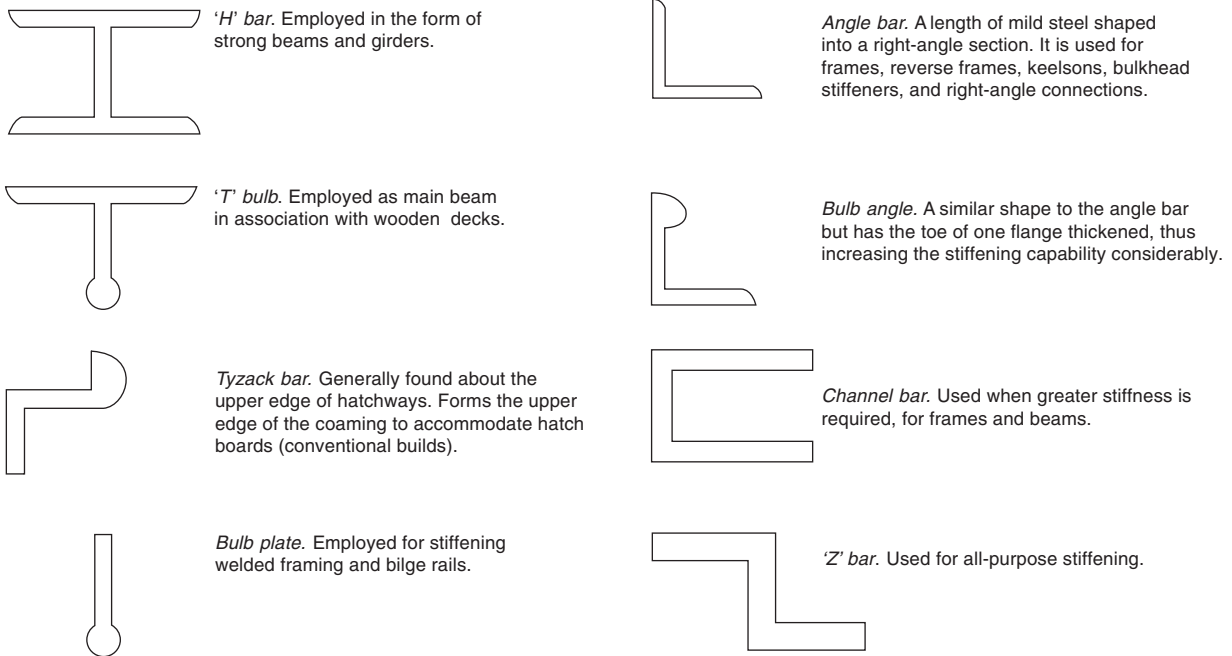 ‘H’ bar. Employed in the form of
strong beams and girders.
‘T’ bulb. Employed as main beam
in association with wooden decks.
Tyzack bar. Generally found about the
upper edge of hatchways. Forms the upper
edge of the coaming to accommodate hatch
boards (conventional builds).
Bulb plate. Employed for stiffening
welded framing and bilge rails.
Angle bar. A length of mild steel shaped
into a right-angle section. It is used for
frames, reverse frames, keelsons, bulkhead
stiffeners, and right-angle connections.
Bulb angle. A similar shape to the angle bar
but has the toe of one flange thickened, thus
increasing the stiffening capability considerably.
Channel bar. Used when greater stiffness is
required, for frames and beams.
‘Z’ bar. Used for all-purpose stiffening.